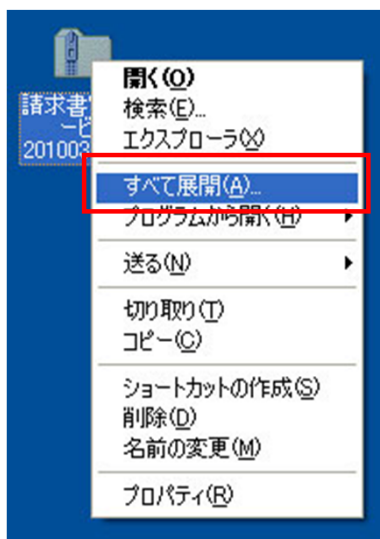 請求書
ービ
201003
開く(O)
検索(E)...
エクスプローラ(X)
すべて展開(A)...
プログラムから開く(H)
送る(N)
切り取り(T)
コピー(C)
ショートカットの作成(S)
削除(D)
名前の変更(M)
プロパティ(R)